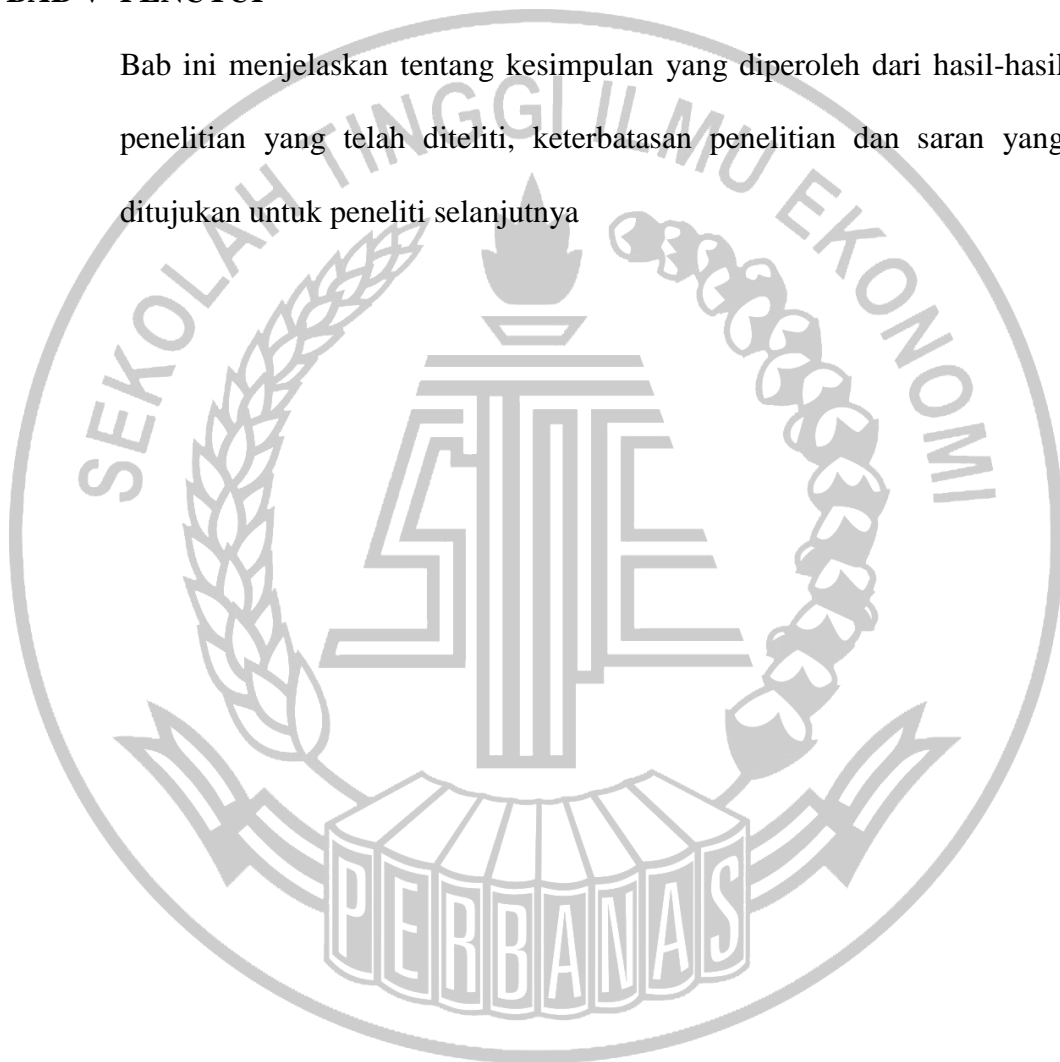 Bab ini menjelaskan tentang kesimpulan yang diperoleh dari hasil-hasil
penelitian yang telah diteliti, keterbatasan penelitian dan saran yang
ditujukan untuk peneliti selanjutnya
SEKOLAH TINGGI ILMU EKONOMI
STIE
PERBANAS